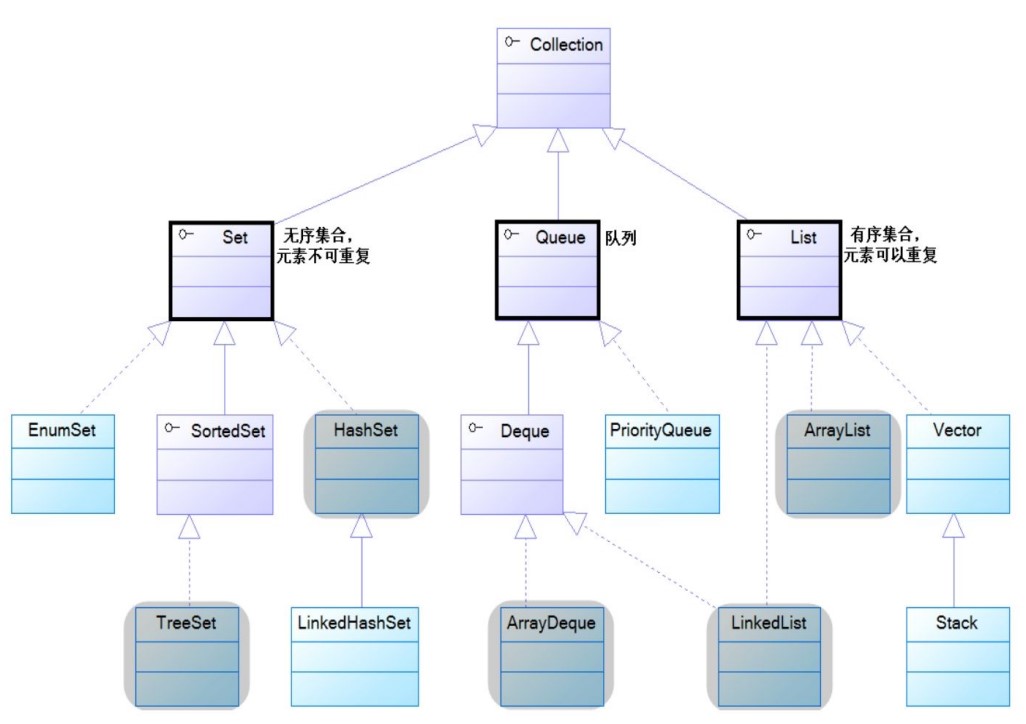 Collection
Set
无序集合,
元素不可重复
Queue
队列
List
有序集合,
元素可以重复
EnumSet
SortedSet
HashSet
Deque
PriorityQueue
ArrayList
Vector
TreeSet
LinkedHashSet
ArrayDeque
LinkedList
Stack